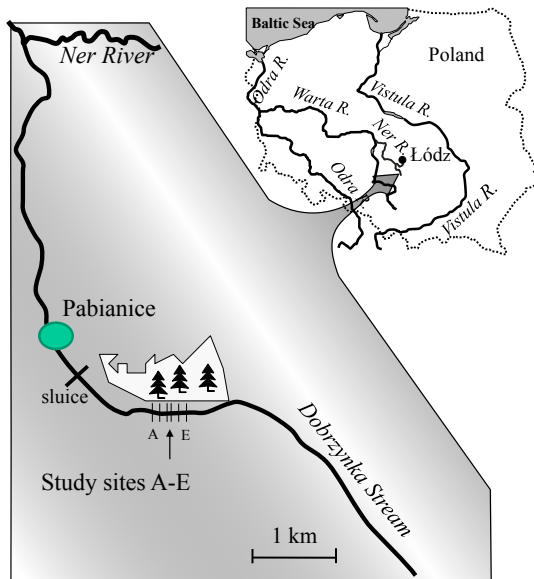 Baltic Sea
Poland
Odra R.
Warta R.
Vistula R.
Ner R.
Łódz
Odra
Vistula R.
Ner River
Pabianice
sluice
A
E
Study sites A-E
Dobrzynka Stream
1 km